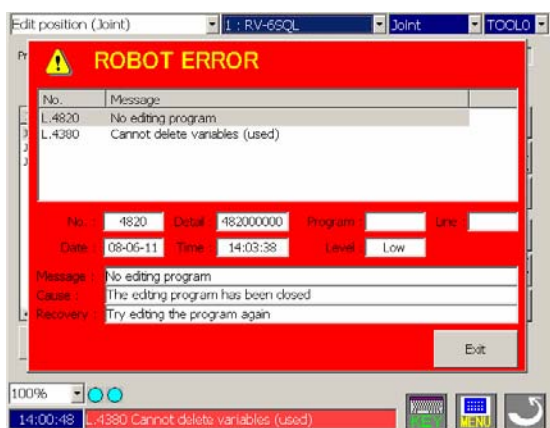 Edit position (Joint) 1 : RV-6SQL Joint TOOL0
Pr
ROBOT ERROR
No. Message
L.4820 No editing program
L.4380 Cannot delete variables (used)
No. : 4820 Detail : 482000000 Program : Line :
Date : 08-06-11 Time : 14:03:38 Level : Low
Message : No editing program
Cause : The editng program has been closed
Recovery : Try editing the program again
Exit
100%
14:00:48 L.4380 Cannot delete variables (used) KEY MENU